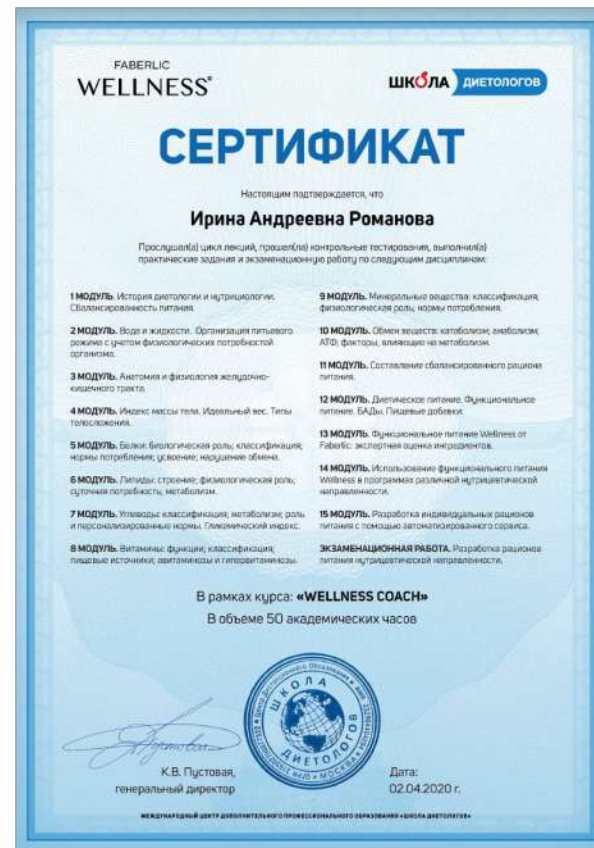 FABERLIC
WELLNESS®
ШКОЛА ДИЕТОЛОГОВ
СЕРТИФИКАТ
Настоящим подтверждается, что
Ирина Андреевна Романова
Прослушал(а) цикл лекций, прошел(ла) контрольные тестирования, выполнил(а)
практические задания и экзаменационную работу по следующим дисциплинам:
1 МОДУЛЬ. История диетологии и нутрициологии.
Сбалансированность питания.
2 МОДУЛЬ. Вода и жидкости. Организация питьевого
режима с учетом физиологических потребностей
организма.
3 МОДУЛЬ. Анатомия и физиология желудочно-
кишечного тракта.
4 МОДУЛЬ. Индекс массы тела. Идеальный вес. Типы
телосложения.
5 МОДУЛЬ. Белки: биологическая роль; классификация;
нормы потребления; усвоение; нарушение обмена.
6 МОДУЛЬ. Липиды: строение; физиологическая роль;
суточная потребность; метаболизм.
7 МОДУЛЬ. Углеводы: классификация; метаболизм; роль
и персонализированные нормы. Гликемический индекс.
8 МОДУЛЬ. Витамины: функции; классификация;
пищевые источники; авитаминозы и гипервитаминозы.
9 МОДУЛЬ. Минеральные вещества: классификация;
физиологическая роль; нормы потребления.
10 МОДУЛЬ. Обмен веществ: катаболизм; анаболизм;
АТФ; факторы, влияющие на метаболизм.
11 МОДУЛЬ. Составление сбалансированного рациона
питания.
12 МОДУЛЬ. Диетическое питание. Функциональное
питание. БАДы. Пищевые добавки.
13 МОДУЛЬ. Функциональное питание Wellness от
Faberlic: экспертная оценка ингредиентов.
14 МОДУЛЬ. Использование функционального питания
Wellness в программах различной нутрицевтической
направленности.
15 МОДУЛЬ. Разработка индивидуальных рационов
питания с помощью автоматизированного сервиса.
ЭКЗАМЕНАЦИОННАЯ РАБОТА. Разработка рационов
питания нутрицевтической направленности.
В рамках курса: «WELLNESS COACH»
В объеме 50 академических часов
ШКОЛА
ДИЕТОЛОГОВ
МОСКВА
К.В. Пустовая,
генеральный директор
Дата:
02.04.2020 г.
МЕЖДУНАРОДНЫЙ ЦЕНТР ДОПОЛНИТЕЛЬНОГО ПРОФЕССИОНАЛЬНОГО ОБРАЗОВАНИЯ «ШКОЛА ДИЕТОЛОГОВ»